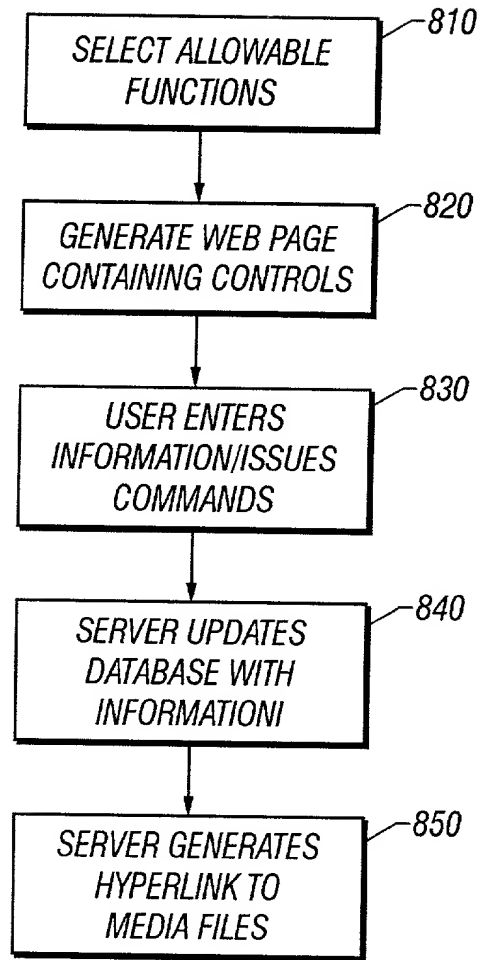 810
SELECT ALLOWABLE
FUNCTIONS
820
GENERATE WEB PAGE
CONTAINING CONTROLS
830
USER ENTERS
INFORMATION/ISSUES
COMMANDS
840
SERVER UPDATES
DATABASE WITH
INFORMATIONI
850
SERVER GENERATES
HYPERLINK TO
MEDIA FILES